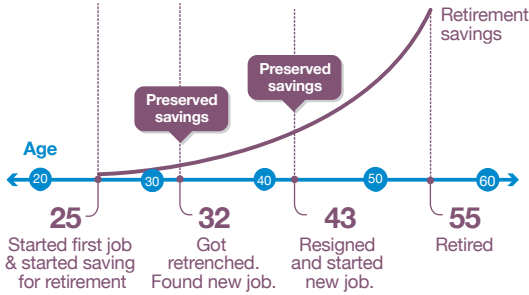 Retirement
savings
Preserved
savings
Preserved
savings
Age
20
30
40
50
60
25
Started first job
& started saving
for retirement
32
Got
retrenched.
Found new job.
43
Resigned
and started
new job.
55
Retired